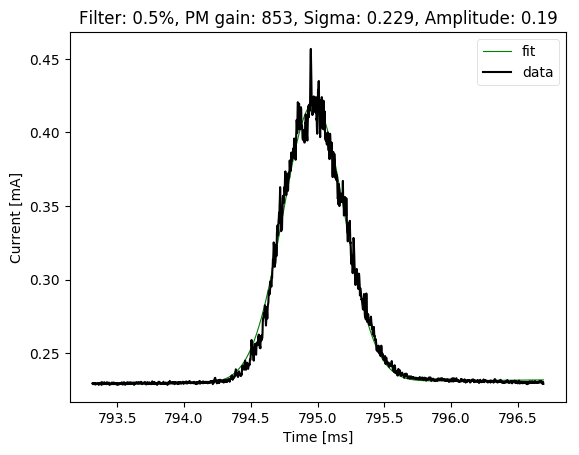 Filter: 0.5%, PM gain: 853, Sigma: 0.229, Amplitude: 0.19
fit
data
0.45
0.40
0.35
0.30
0.25
Current [mA]
793.5
794.0
794.5
795.0
795.5
796.0
796.5
Time [ms]